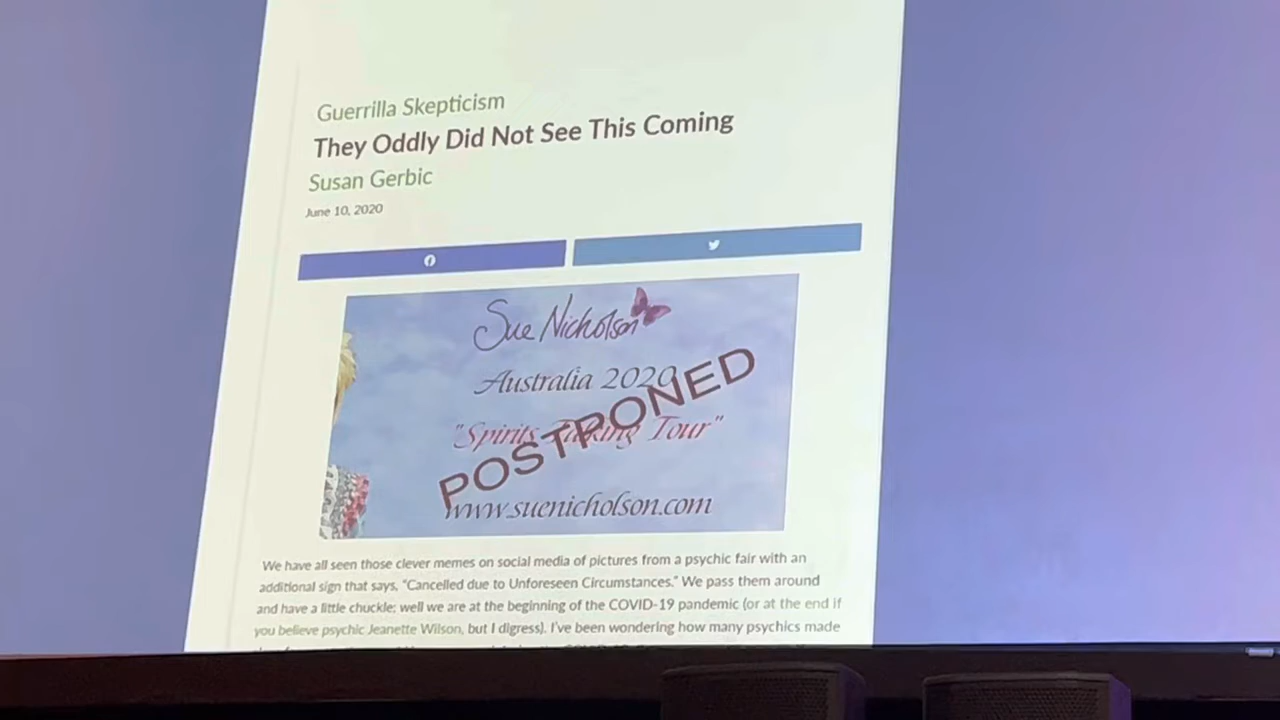 Guerrilla Skepticism
They Oddly Did Not See This Coming
Susan Gerbic
June 10, 2020
Sue Nicholson
Australia 2020
"Spirits Talking Tour"
POSTPONED
www.suenicholson.com
We have all seen those clever memes on social media of pictures from a psychic fair with an
additional sign that says, "Cancelled due to Unforeseen Circumstances." We pass them around
and have a little chuckle; well we are at the beginning of the COVID-19 pandemic (or at the end if
you believe psychic Jeanette Wilson, but I digress). I've been wondering how many psychics made